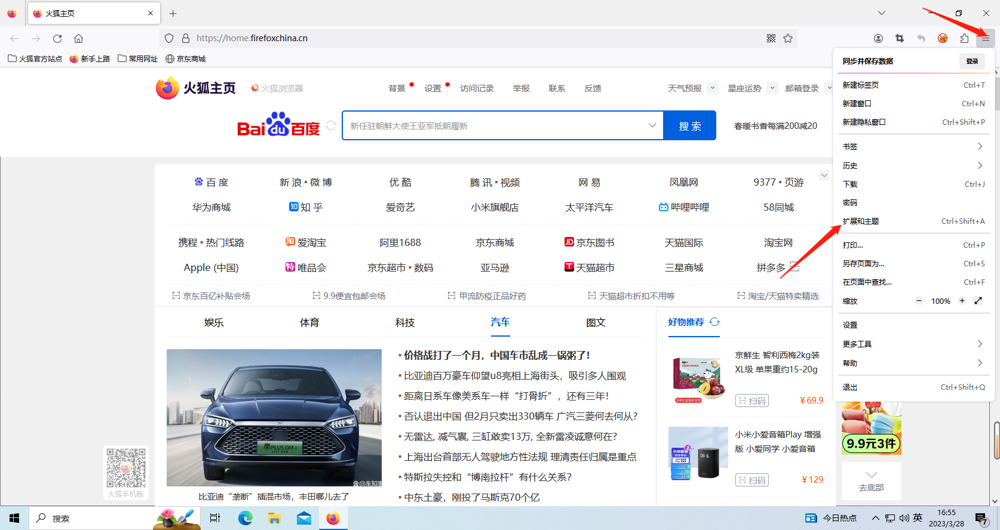 火狐主页
https://home.firefoxchina.cn
火狐官方站点 新手上路 常用网址 京东商城
同步并保存数据 登录
新建标签页 Ctrl+T
新建窗口 Ctrl+N
新建隐私窗口 Ctrl+Shift+P
书签
历史
下载 Ctrl+J
密码
扩展和主题 Ctrl+Shift+A
打印... Ctrl+P
另存页面为... Ctrl+S
在页面中查找... Ctrl+F
缩放 100%
设置
更多工具
帮助
退出 Ctrl+Shift+Q
火狐主页 火狐浏览器 背景 设置 访问记录 举报 联系 反馈 天气预报 星座运势 邮箱登录
Bai du 百度 新任驻朝鲜大使王亚军抵朝履新 搜 索 春暖书香每满200减20
百 度 新 浪 ▪ 微 博 优 酷 腾 讯 ▪ 视频 网 易 凤凰网 9377 ▪ 页游
华为商城 知 知 乎 爱奇艺 小米旗舰店 太平洋汽车 哔哩哔哩 58同城
携程 ▪ 热门线路 淘 爱淘宝 阿里1688 京东商城 JD 京东图书 天猫国际 淘宝网
Apple (中国) 特 唯品会 京东超市 ▪ 数码 亚马逊 T 天猫超市 三星商城 拼多多
京东百亿补贴会场 9.9便宜包邮会场 甲流防疫正品好药 天猫超市折扣不用等 淘宝/天猫特卖精选
娱乐 体育 科技 汽车 图文
▪ 价格战打了一个月，中国车市乱成一锅粥了！
▪ 比亚迪百万豪车仰望u8亮相上海街头，吸引多人围观
▪ 距离日系车像美系车一样“打骨折”，还有三年！
▪ 否认退出中国 但2月只卖出330辆车 广汽三菱何去何从？
▪ 无雷达, 减气囊, 三缸敢卖13万, 全新雷凌诚意何在？
▪ 上海出台首部无人驾驶地方性法规 理清责任归属是重点
▪ 特斯拉失控和“博南拉杆”有什么关系？
▪ 中东土豪，刚投了马斯克70个亿
秦PLUS DM-i
@车知事
比亚迪“垄断”插混市场，丰田哪儿去了
好物推荐
FRESH PRUNES
京鲜生 智利西梅2kg装
XL级 单果重约15-20g
扫码 ￥69.9
08:16
小米小爱音箱Play 增强
版 小爱同学 小爱音箱
扫码 ￥129
9.9元3件
去底部
火狐手机版
搜索
今日热点 英 16:55
2023/3/28
7